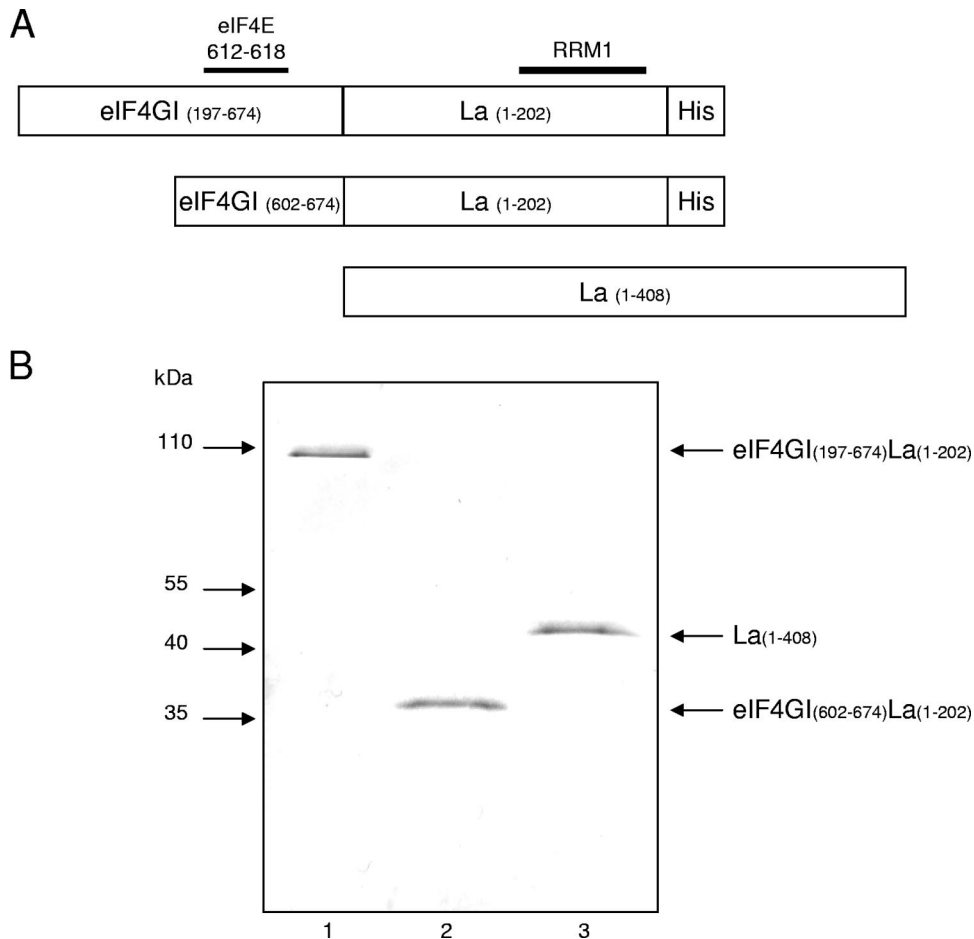 A
eIF4E
612-618
RRM1
eIF4GI (197-674) La (1-202) His
eIF4GI (602-674) La (1-202) His
La (1-408)
B
kDa
110
eIF4GI(197-674)La(1-202)
55
La(1-408)
40
35
eIF4GI(602-674)La(1-202)
1 2 3